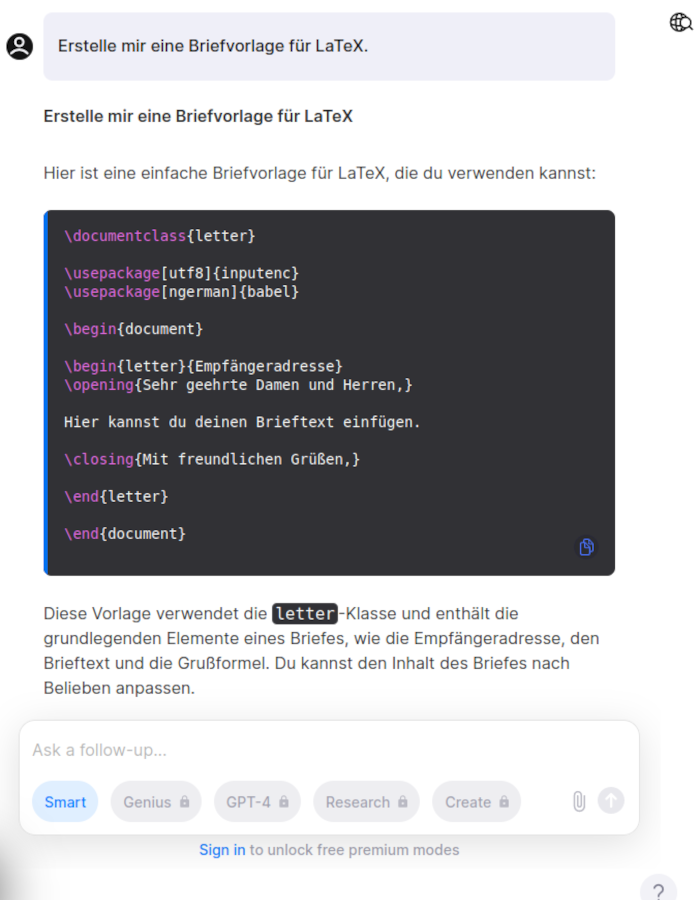 Erstelle mir eine Briefvorlage für LaTeX.
Erstelle mir eine Briefvorlage für LaTeX
Hier ist eine einfache Briefvorlage für LaTeX, die du verwenden kannst:
\documentclass{letter}
\usepackage[utf8]{inputenc}
\usepackage[ngerman]{babel}
\begin{document}
\begin{letter}{Empfängeradresse}
\opening{Sehr geehrte Damen und Herren,}
Hier kannst du deinen Brieftext einfügen.
\closing{Mit freundlichen Grüßen,}
\end{letter}
\end{document}
Diese Vorlage verwendet die letter-Klasse und enthält die
grundlegenden Elemente eines Briefes, wie die Empfängeradresse, den
Brieftext und die Grußformel. Du kannst den Inhalt des Briefes nach
Belieben anpassen.
Ask a follow-up...
Smart Genius GPT-4 Research Create
Sign in to unlock free premium modes
?